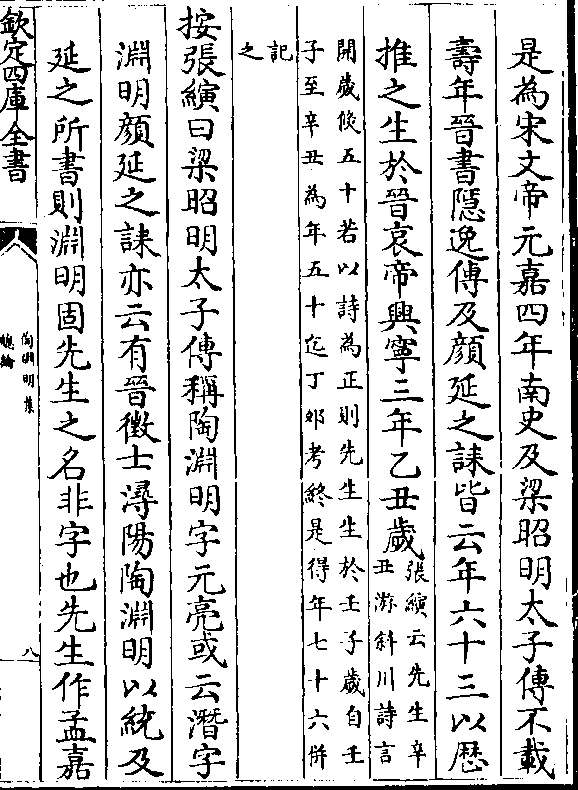 是為宋文帝元嘉四年南史及梁昭明太子傳不載
壽年晉書隱逸傳及顔延之誄皆云年六十三以厯
推之生於晉哀帝興寧三年乙丑歲
張縯云先生辛
丑游斜川詩言
開歲倐五十若以詩為正則先生生於壬子歲自壬
子至辛丑為年五十迄丁卯考終是得年七十六併
記
之
按張縯曰梁昭明太子傳稱陶淵明字元亮或云潛字
淵明顔延之誄亦云有晉徵士潯陽陶淵明以統及
延之所書則淵明固先生之名非字也先生作孟嘉
欽定四庫全書
陶淵明集
總論
八